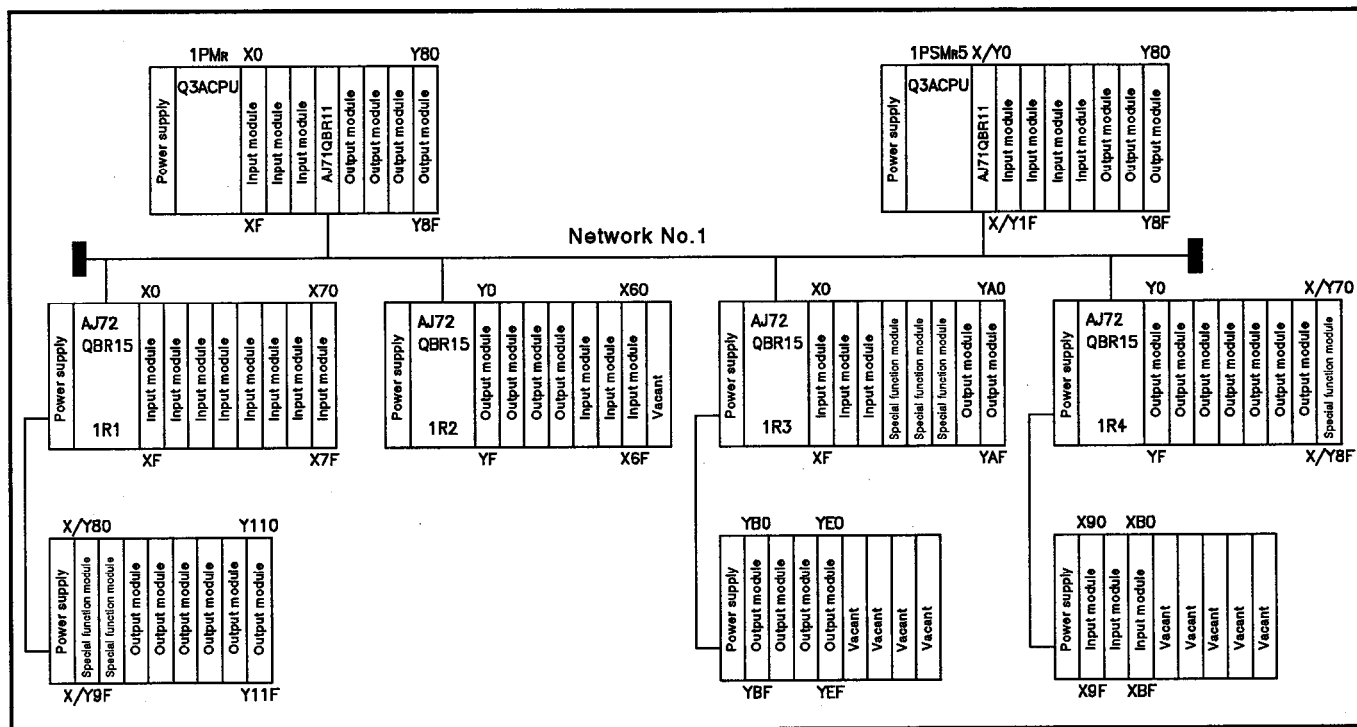 1PMR X0 Y80
Power supply
Q3ACPU
Input module
Input module
Input module
AJ71QBR11
Output module
Output module
Output module
Output module
XF Y8F
1PSMR5 X/Y0 Y80
Power supply
Q3ACPU
AJ71QBR11
Input module
Input module
Input module
Input module
Output module
Output module
Output module
X/Y1F Y8F
Network No.1
X0 X70
Power supply
AJ72
QBR15
1R1
Input module
Input module
Input module
Input module
Input module
Input module
Input module
Input module
XF X7F
Y0 X60
Power supply
AJ72
QBR15
1R2
Output module
Output module
Output module
Output module
Input module
Input module
Input module
Vacant
YF X6F
X0 YA0
Power supply
AJ72
QBR15
1R3
Input module
Input module
Input module
Special function module
Special function module
Special function module
Output module
Output module
XF YAF
Y0 X/Y70
Power supply
AJ72
QBR15
1R4
Output module
Output module
Output module
Output module
Output module
Output module
Output module
Special function module
YF X/Y8F
X/Y80 Y110
Power supply
Special function module
Special function module
Output module
Output module
Output module
Output module
Output module
Output module
X/Y9F Y11F
YB0 YE0
Power supply
Output module
Output module
Output module
Output module
Vacant
Vacant
Vacant
Vacant
YBF YEF
X90 XB0
Power supply
Input module
Input module
Input module
Vacant
Vacant
Vacant
Vacant
Vacant
X9F XBF